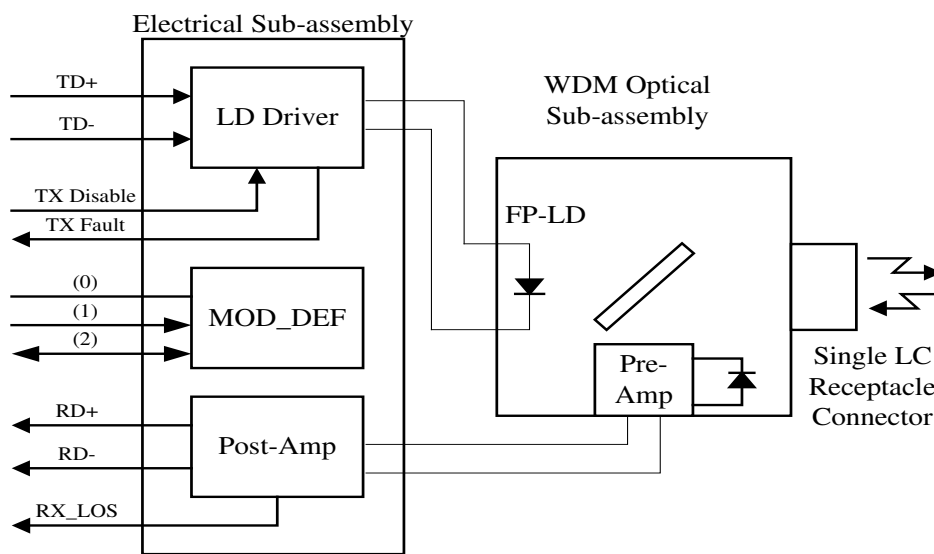 Electrical Sub-assembly
TD+
TD-
LD Driver
TX Disable
TX Fault
WDM Optical
Sub-assembly
FP-LD
(0)
(1)
(2)
MOD_DEF
Pre-
Amp
Single LC
Receptacle
Connector
RD+
RD-
Post-Amp
RX_LOS